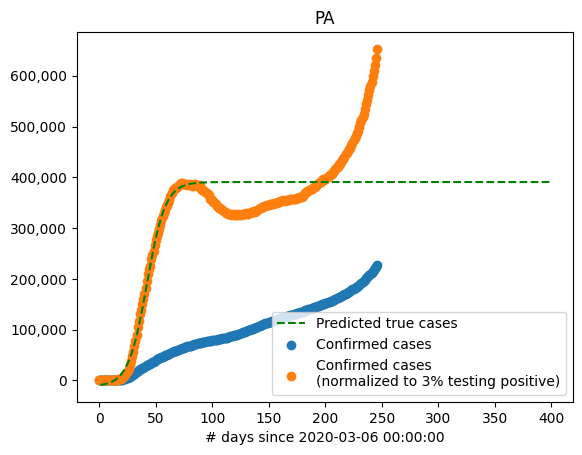 PA
600,000
500,000
400,000
300,000
200,000
100,000
0
0 50 100 150 200 250 300 350 400
# days since 2020-03-06 00:00:00
Predicted true cases
Confirmed cases
Confirmed cases
(normalized to 3% testing positive)